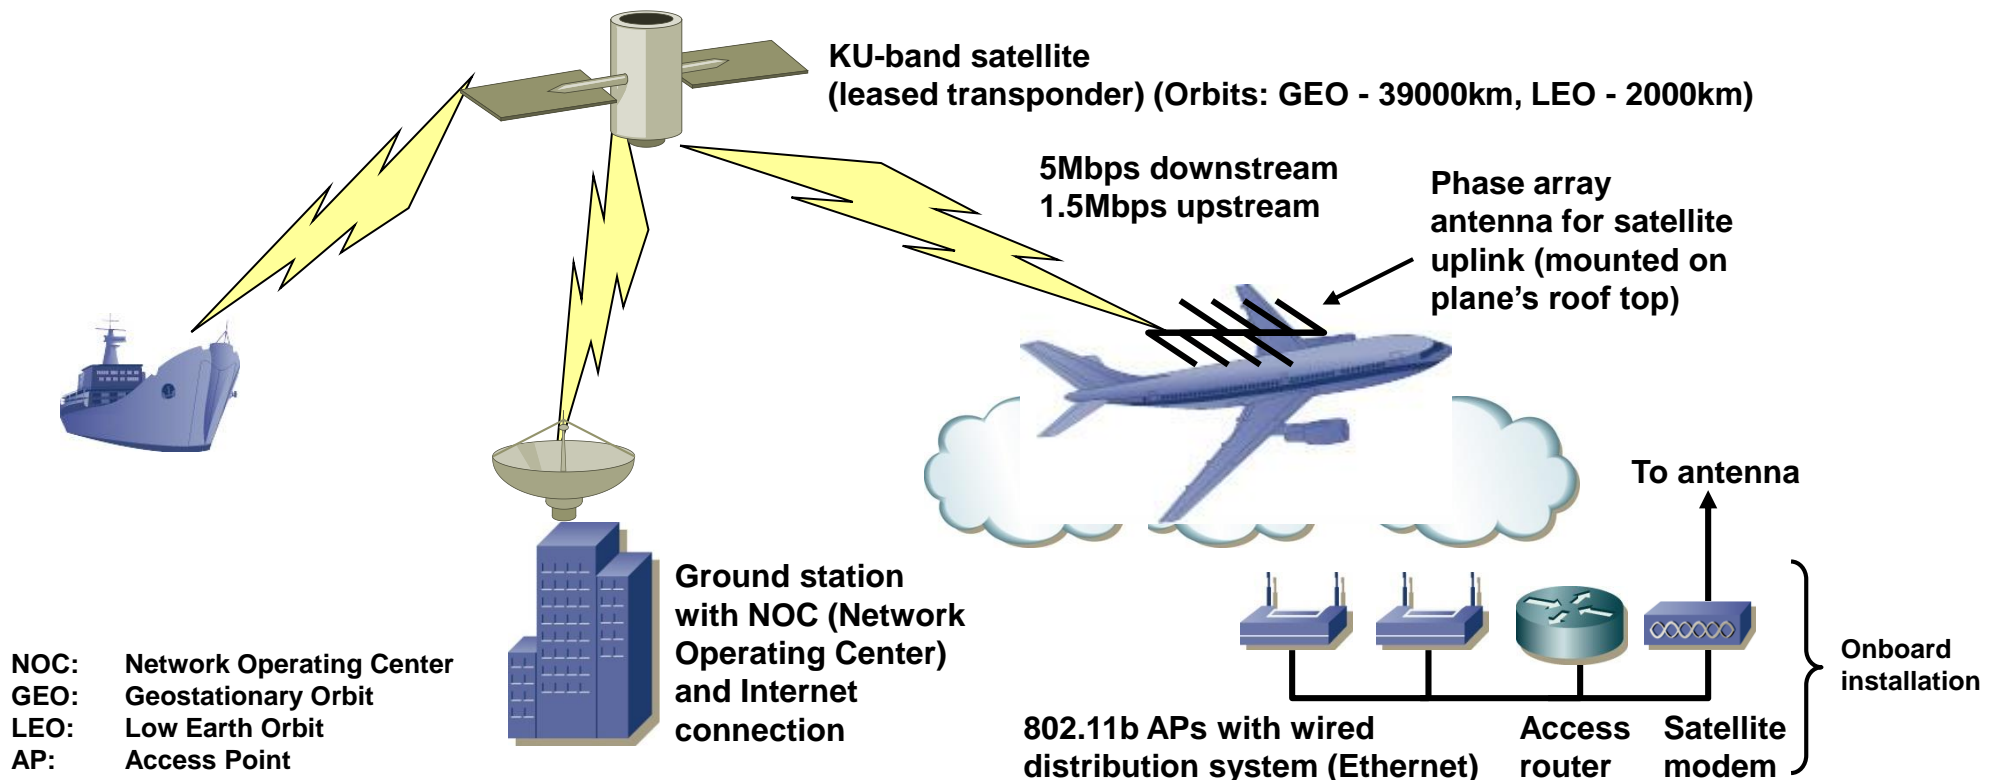 KU-band satellite
(leased transponder) (Orbits: GEO - 39000km, LEO - 2000km)
5Mbps downstream
1.5Mbps upstream
Phase array
antenna for satellite
uplink (mounted on
plane’s roof top)
To antenna
Ground station
with NOC (Network
Operating Center)
and Internet
connection
Onboard
installation
802.11b APs with wired
distribution system (Ethernet)
Access
router
Satellite
modem
NOC: Network Operating Center
GEO: Geostationary Orbit
LEO: Low Earth Orbit
AP: Access Point